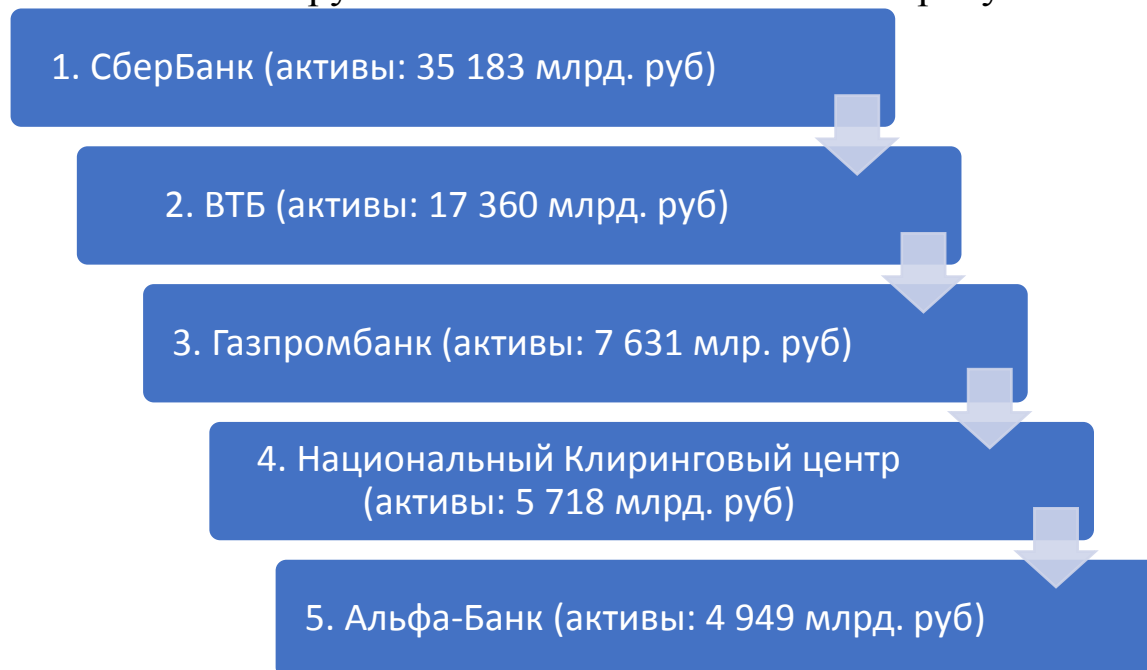 1. СберБанк (активы: 35 183 млрд. руб)
2. ВТБ (активы: 17 360 млрд. руб)
3. Газпромбанк (активы: 7 631 млр. руб)
4. Национальный Клиринговый центр
(активы: 5 718 млрд. руб)
5. Альфа-Банк (активы: 4 949 млрд. руб)